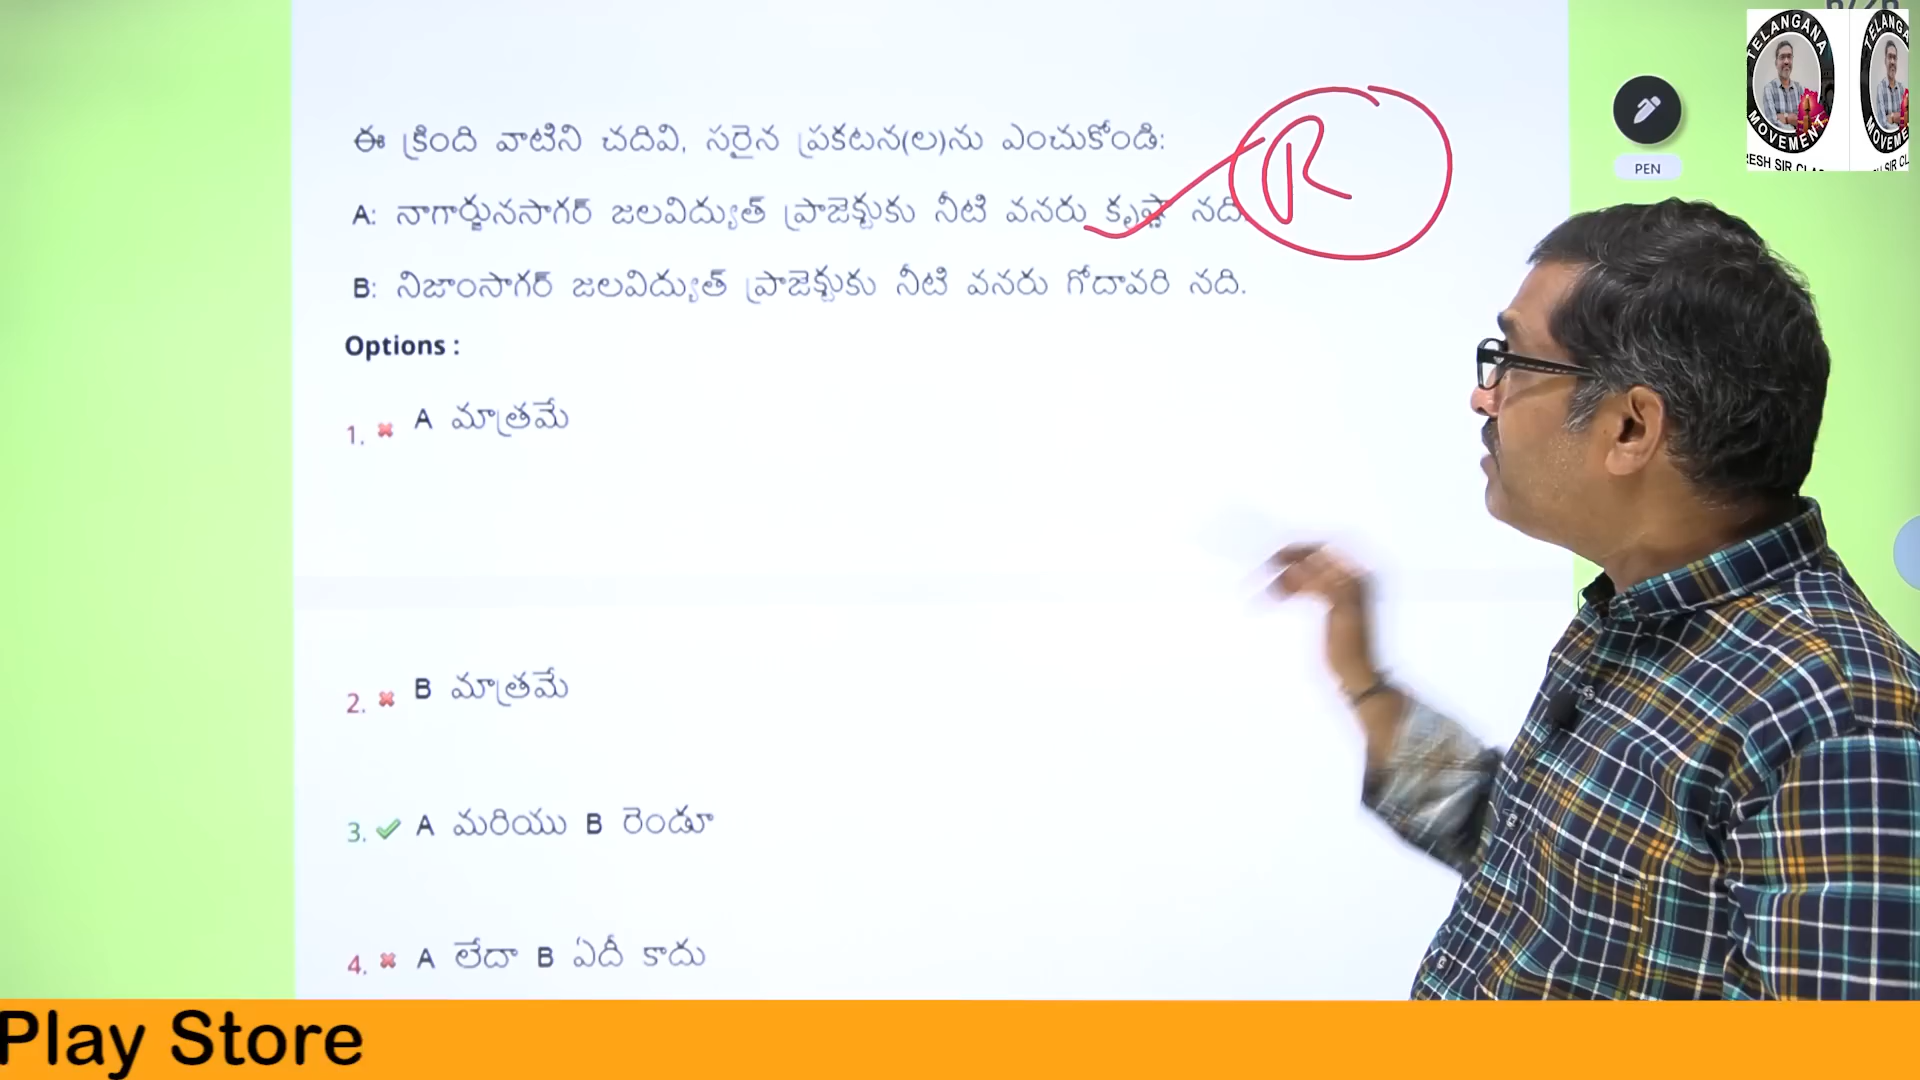 ఈ క్రింది వాటిని చదివి, సరైన ప్రకటన(ల)ను ఎంచుకోండి:
A: నాగార్జునసాగర్ జలవిద్యుత్ ప్రాజెక్టుకు నీటి వనరు కృష్ణా నది.
R
B: నిజాంసాగర్ జలవిద్యుత్ ప్రాజెక్టుకు నీటి వనరు గోదావరి నది.
Options :
1. A మాత్రమే
2. B మాత్రమే
3. A మరియు B రెండూ
4. A లేదా B ఏదీ కాదు
PEN
TELANGANA
MOVEMENT
Play Store